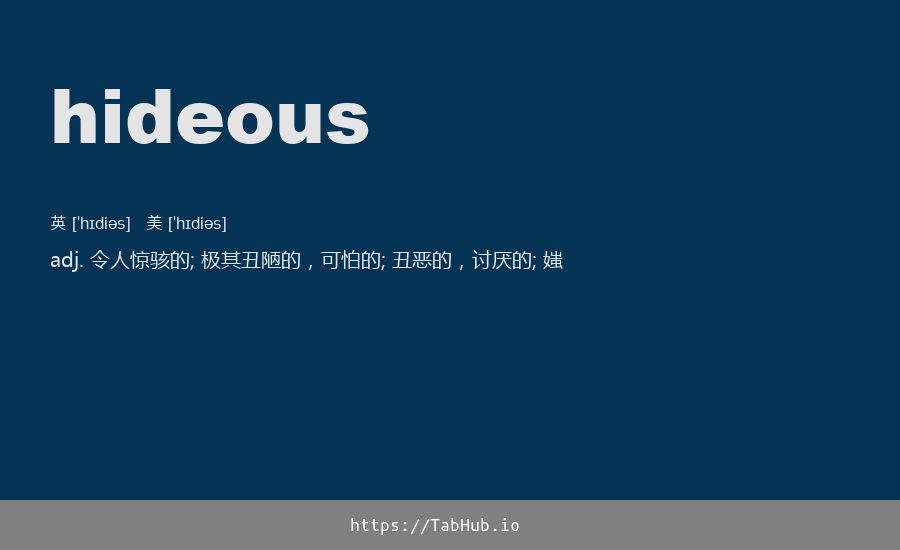 hideous
英 [ˈhɪdiəs] 美 [ˈhɪdiəs]
adj. 令人惊骇的; 极其丑陋的，可怕的; 丑恶的，讨厌的; 媸
https://TabHub.io